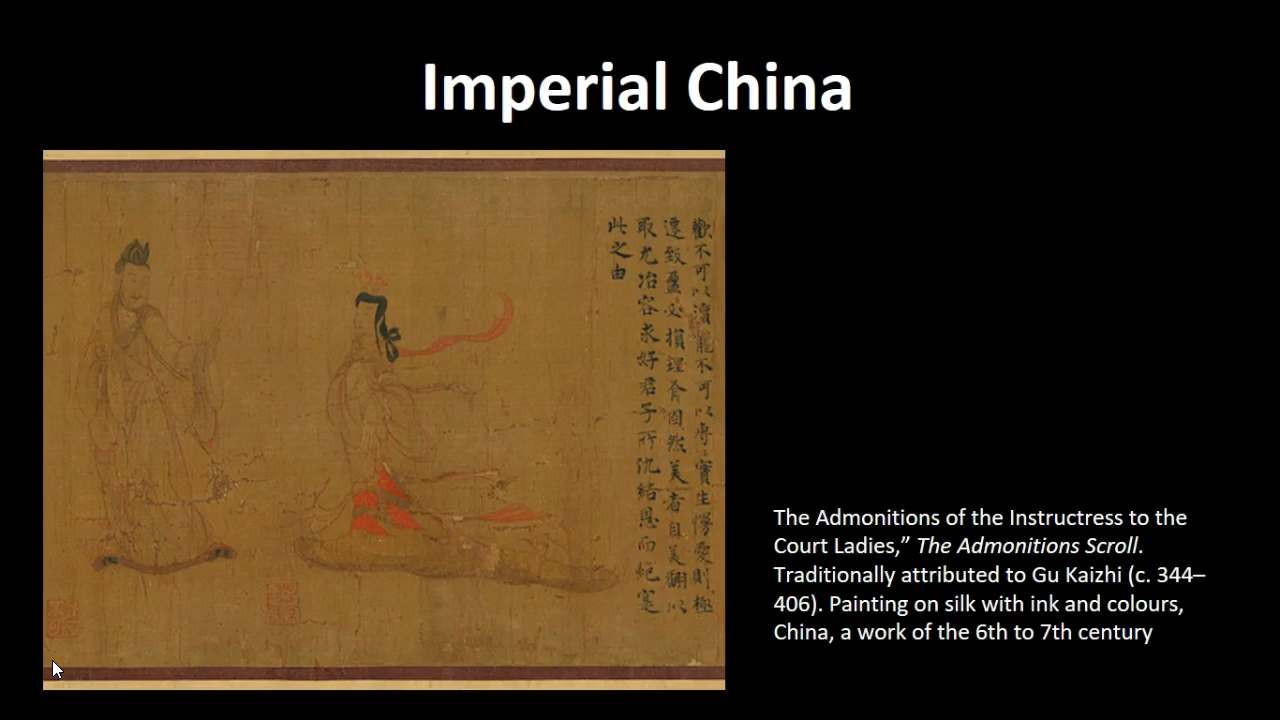 Imperial China
歡不可以瀆寵不可以專〻實生慢愛則極
遷致盈必損理有固然美者自美翩以
取尤冶容求好君子所仇結恩而絕寔
此之由
The Admonitions of the Instructress to the
Court Ladies,” The Admonitions Scroll.
Traditionally attributed to Gu Kaizhi (c. 344–
406). Painting on silk with ink and colours,
China, a work of the 6th to 7th century